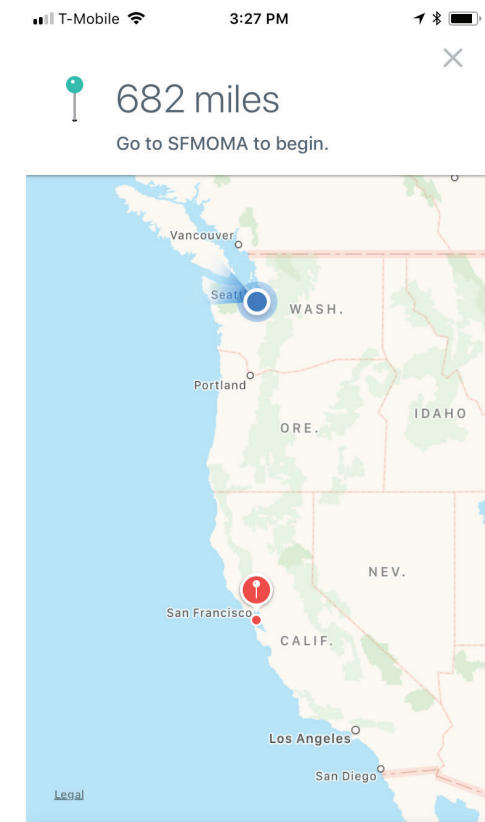 T-Mobile 3:27 PM
682 miles
Go to SFMOMA to begin.
Vancouver
Seatt
WASH.
Portland
IDAHO
ORE.
NEV.
San Francisco
CALIF.
Los Angeles
San Diego
Legal